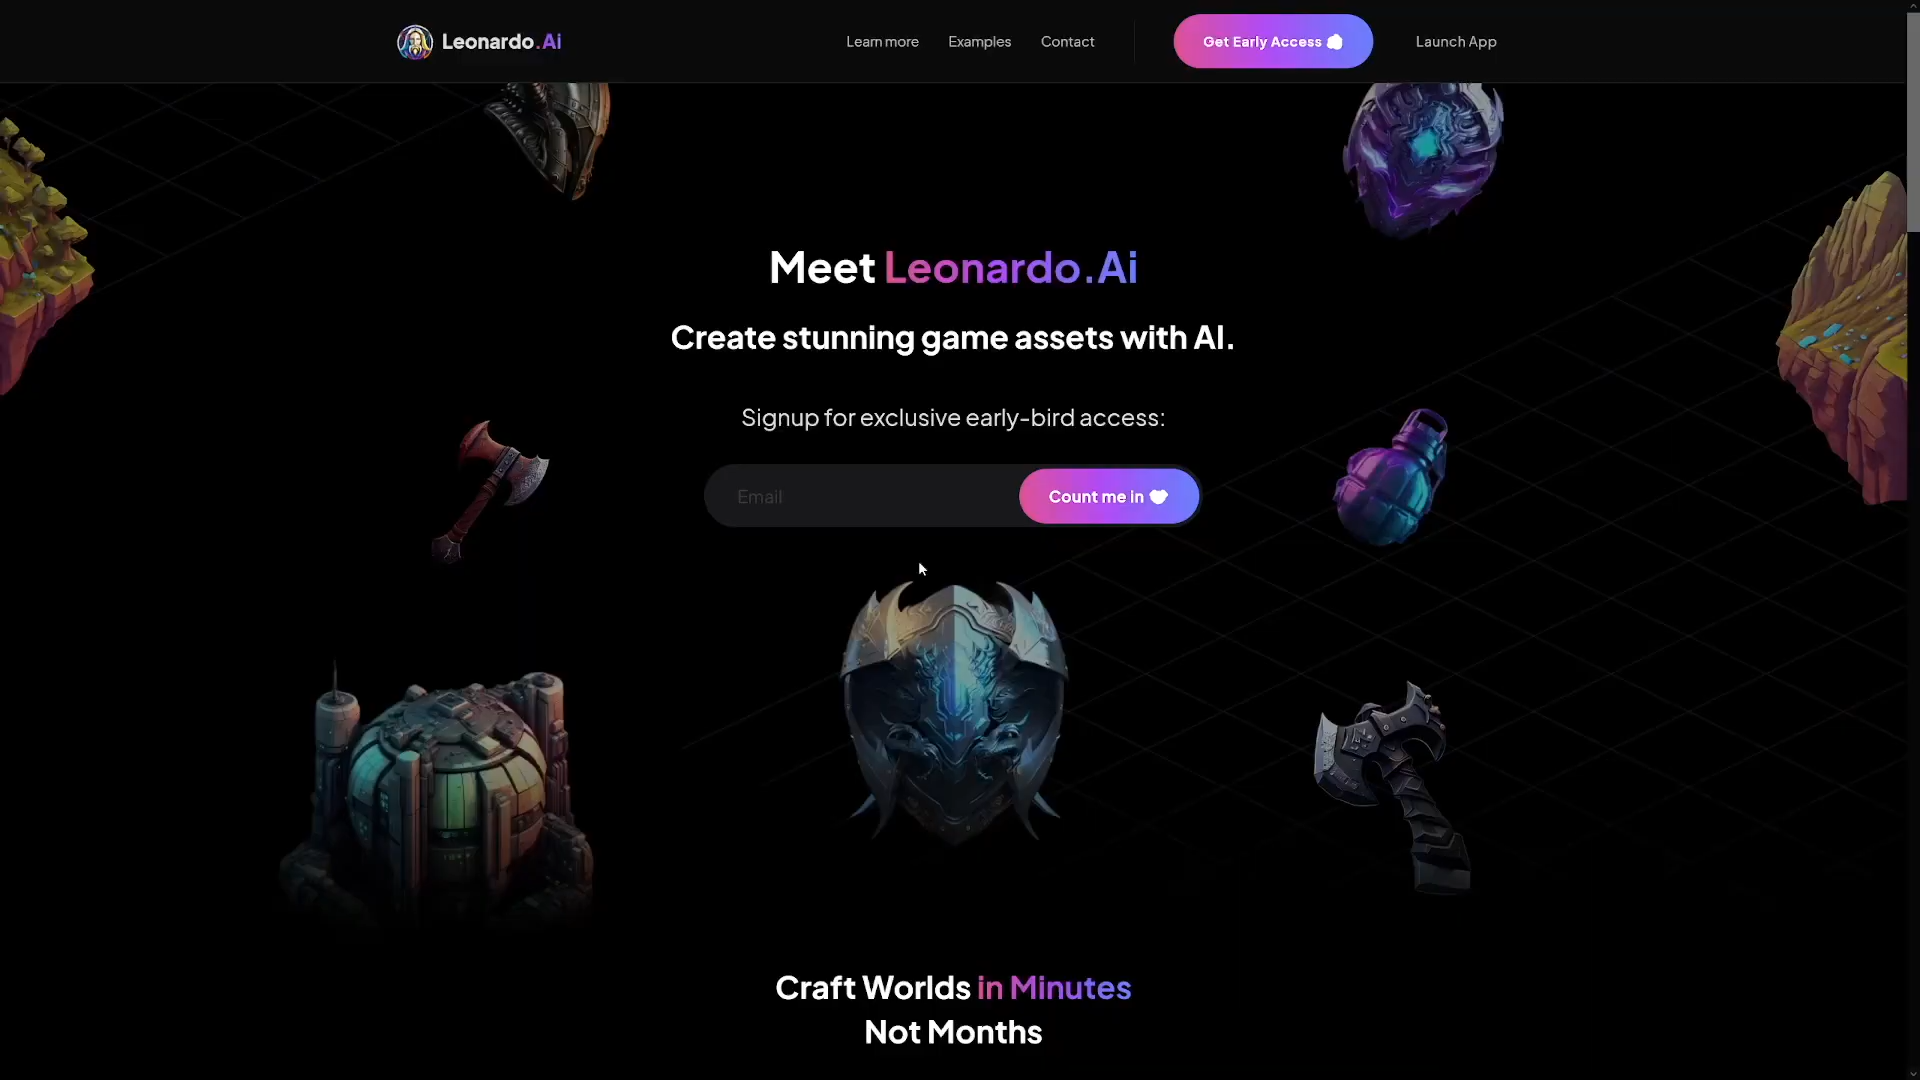 Leonardo.Ai
Learn more
Examples
Contact
Get Early Access
Launch App
Meet Leonardo.Ai
Create stunning game assets with AI.
Signup for exclusive early-bird access:
Email
Count me in
Craft Worlds in Minutes
Not Months